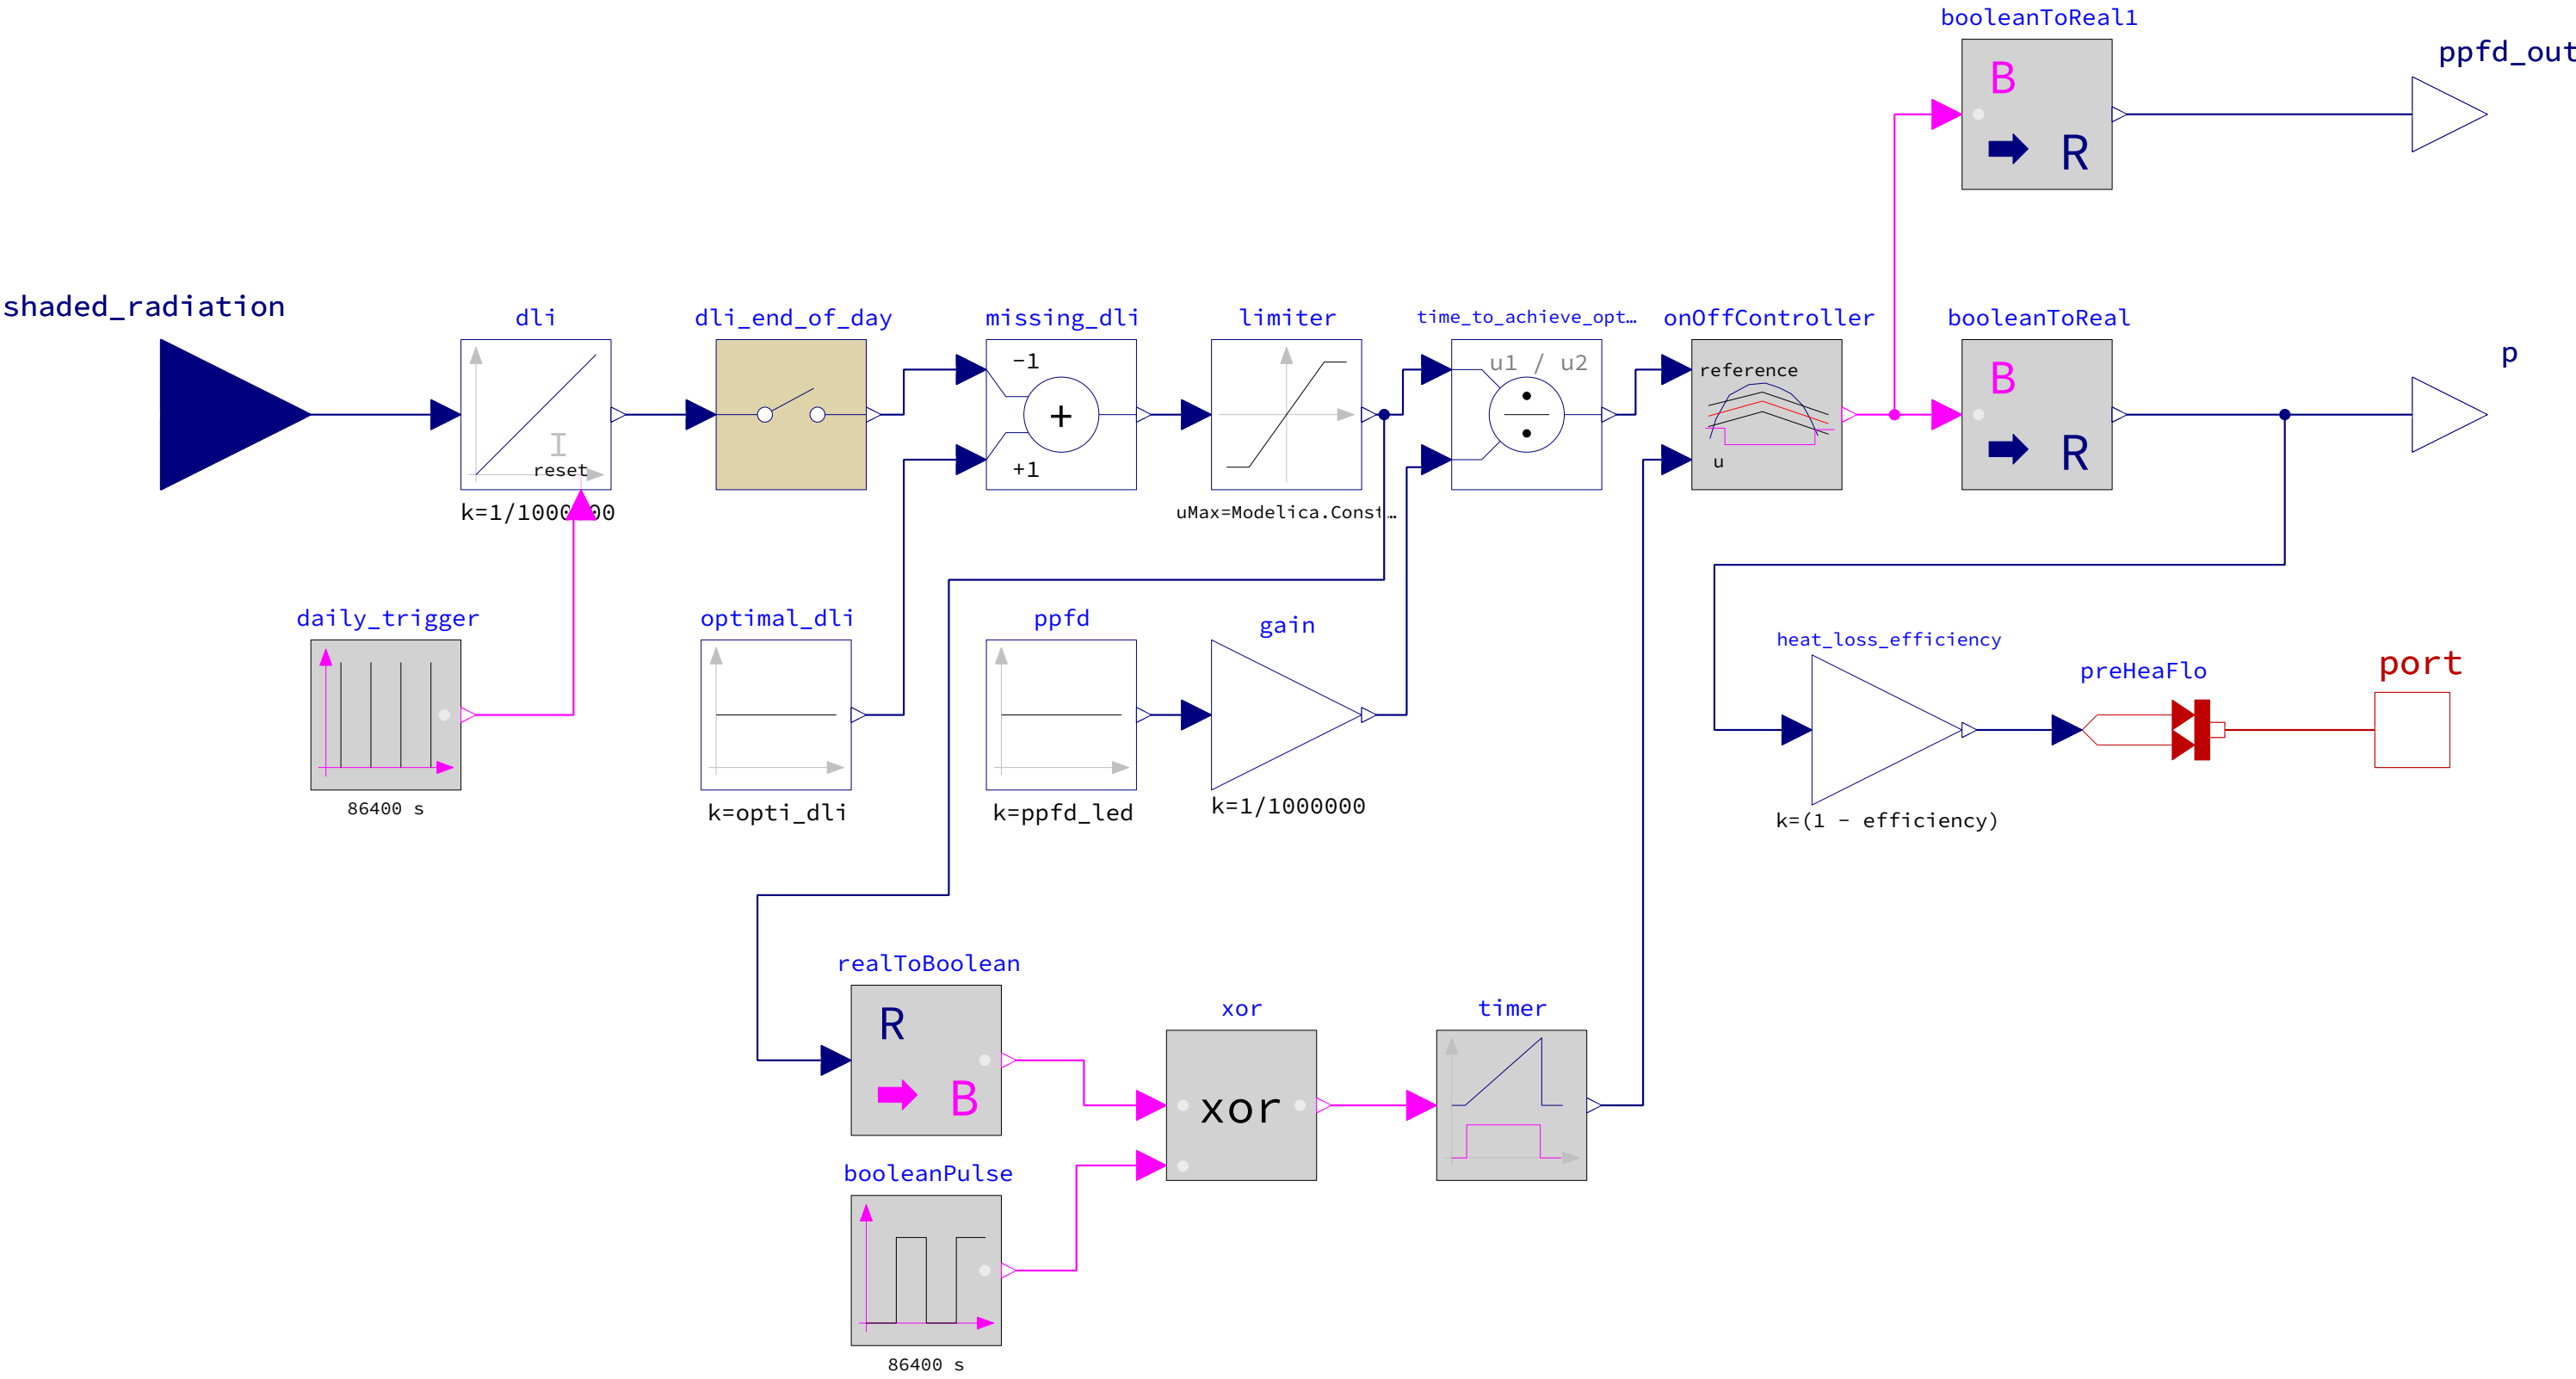 booleanToReal1
ppfd_out
B
R
shaded_radiation
dli
dli_end_of_day
missing_dli
limiter
time_to_achieve_opt…
onOffController
booleanToReal
p
I
reset
k=1/1000000
-1
+
+1
uMax=Modelica.Const…
u1 / u2
reference
u
B
R
daily_trigger
86400 s
optimal_dli
k=opti_dli
ppfd
k=ppfd_led
gain
k=1/1000000
heat_loss_efficiency
k=(1 - efficiency)
preHeaFlo
port
realToBoolean
R
B
xor
xor
timer
booleanPulse
86400 s